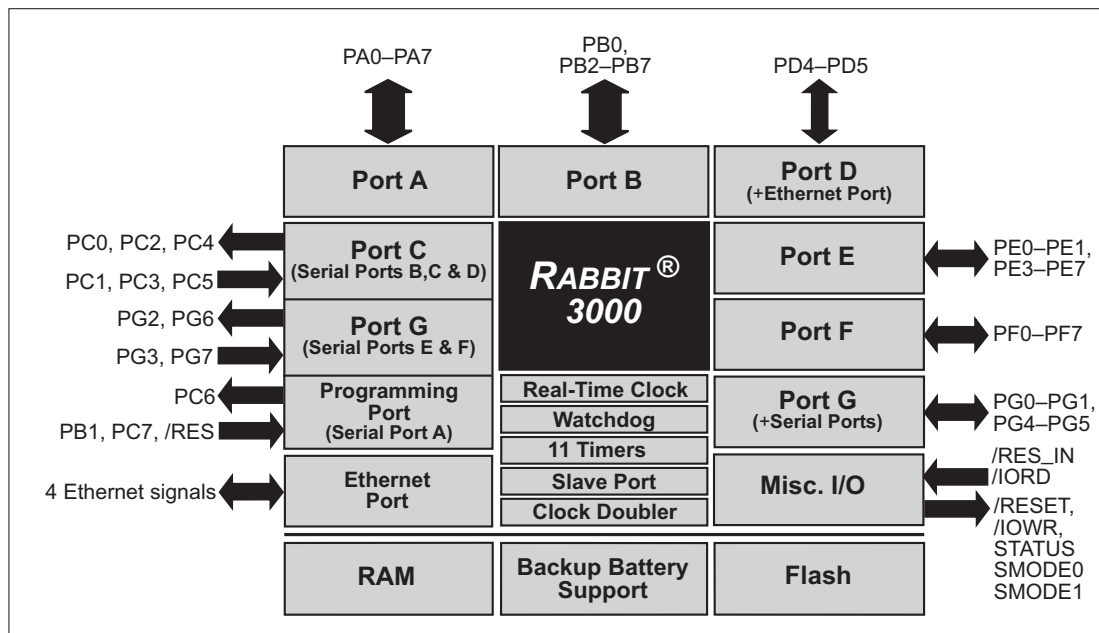 PA0–PA7
PB0,
PB2–PB7
PD4–PD5
Port A
Port B
Port D
(+Ethernet Port)
PC0, PC2, PC4
PC1, PC3, PC5
Port C
(Serial Ports B,C & D)
PG2, PG6
PG3, PG7
Port G
(Serial Ports E & F)
PC6
PB1, PC7, /RES
Programming
Port
(Serial Port A)
4 Ethernet signals
Ethernet
Port
RABBIT ®
3000
Real-Time Clock
Watchdog
11 Timers
Slave Port
Clock Doubler
Port E
PE0–PE1,
PE3–PE7
Port F
PF0–PF7
Port G
(+Serial Ports)
PG0–PG1,
PG4–PG5
Misc. I/O
/RES_IN
/IORD
/RESET,
/IOWR,
STATUS
SMODE0
SMODE1
RAM
Backup Battery
Support
Flash